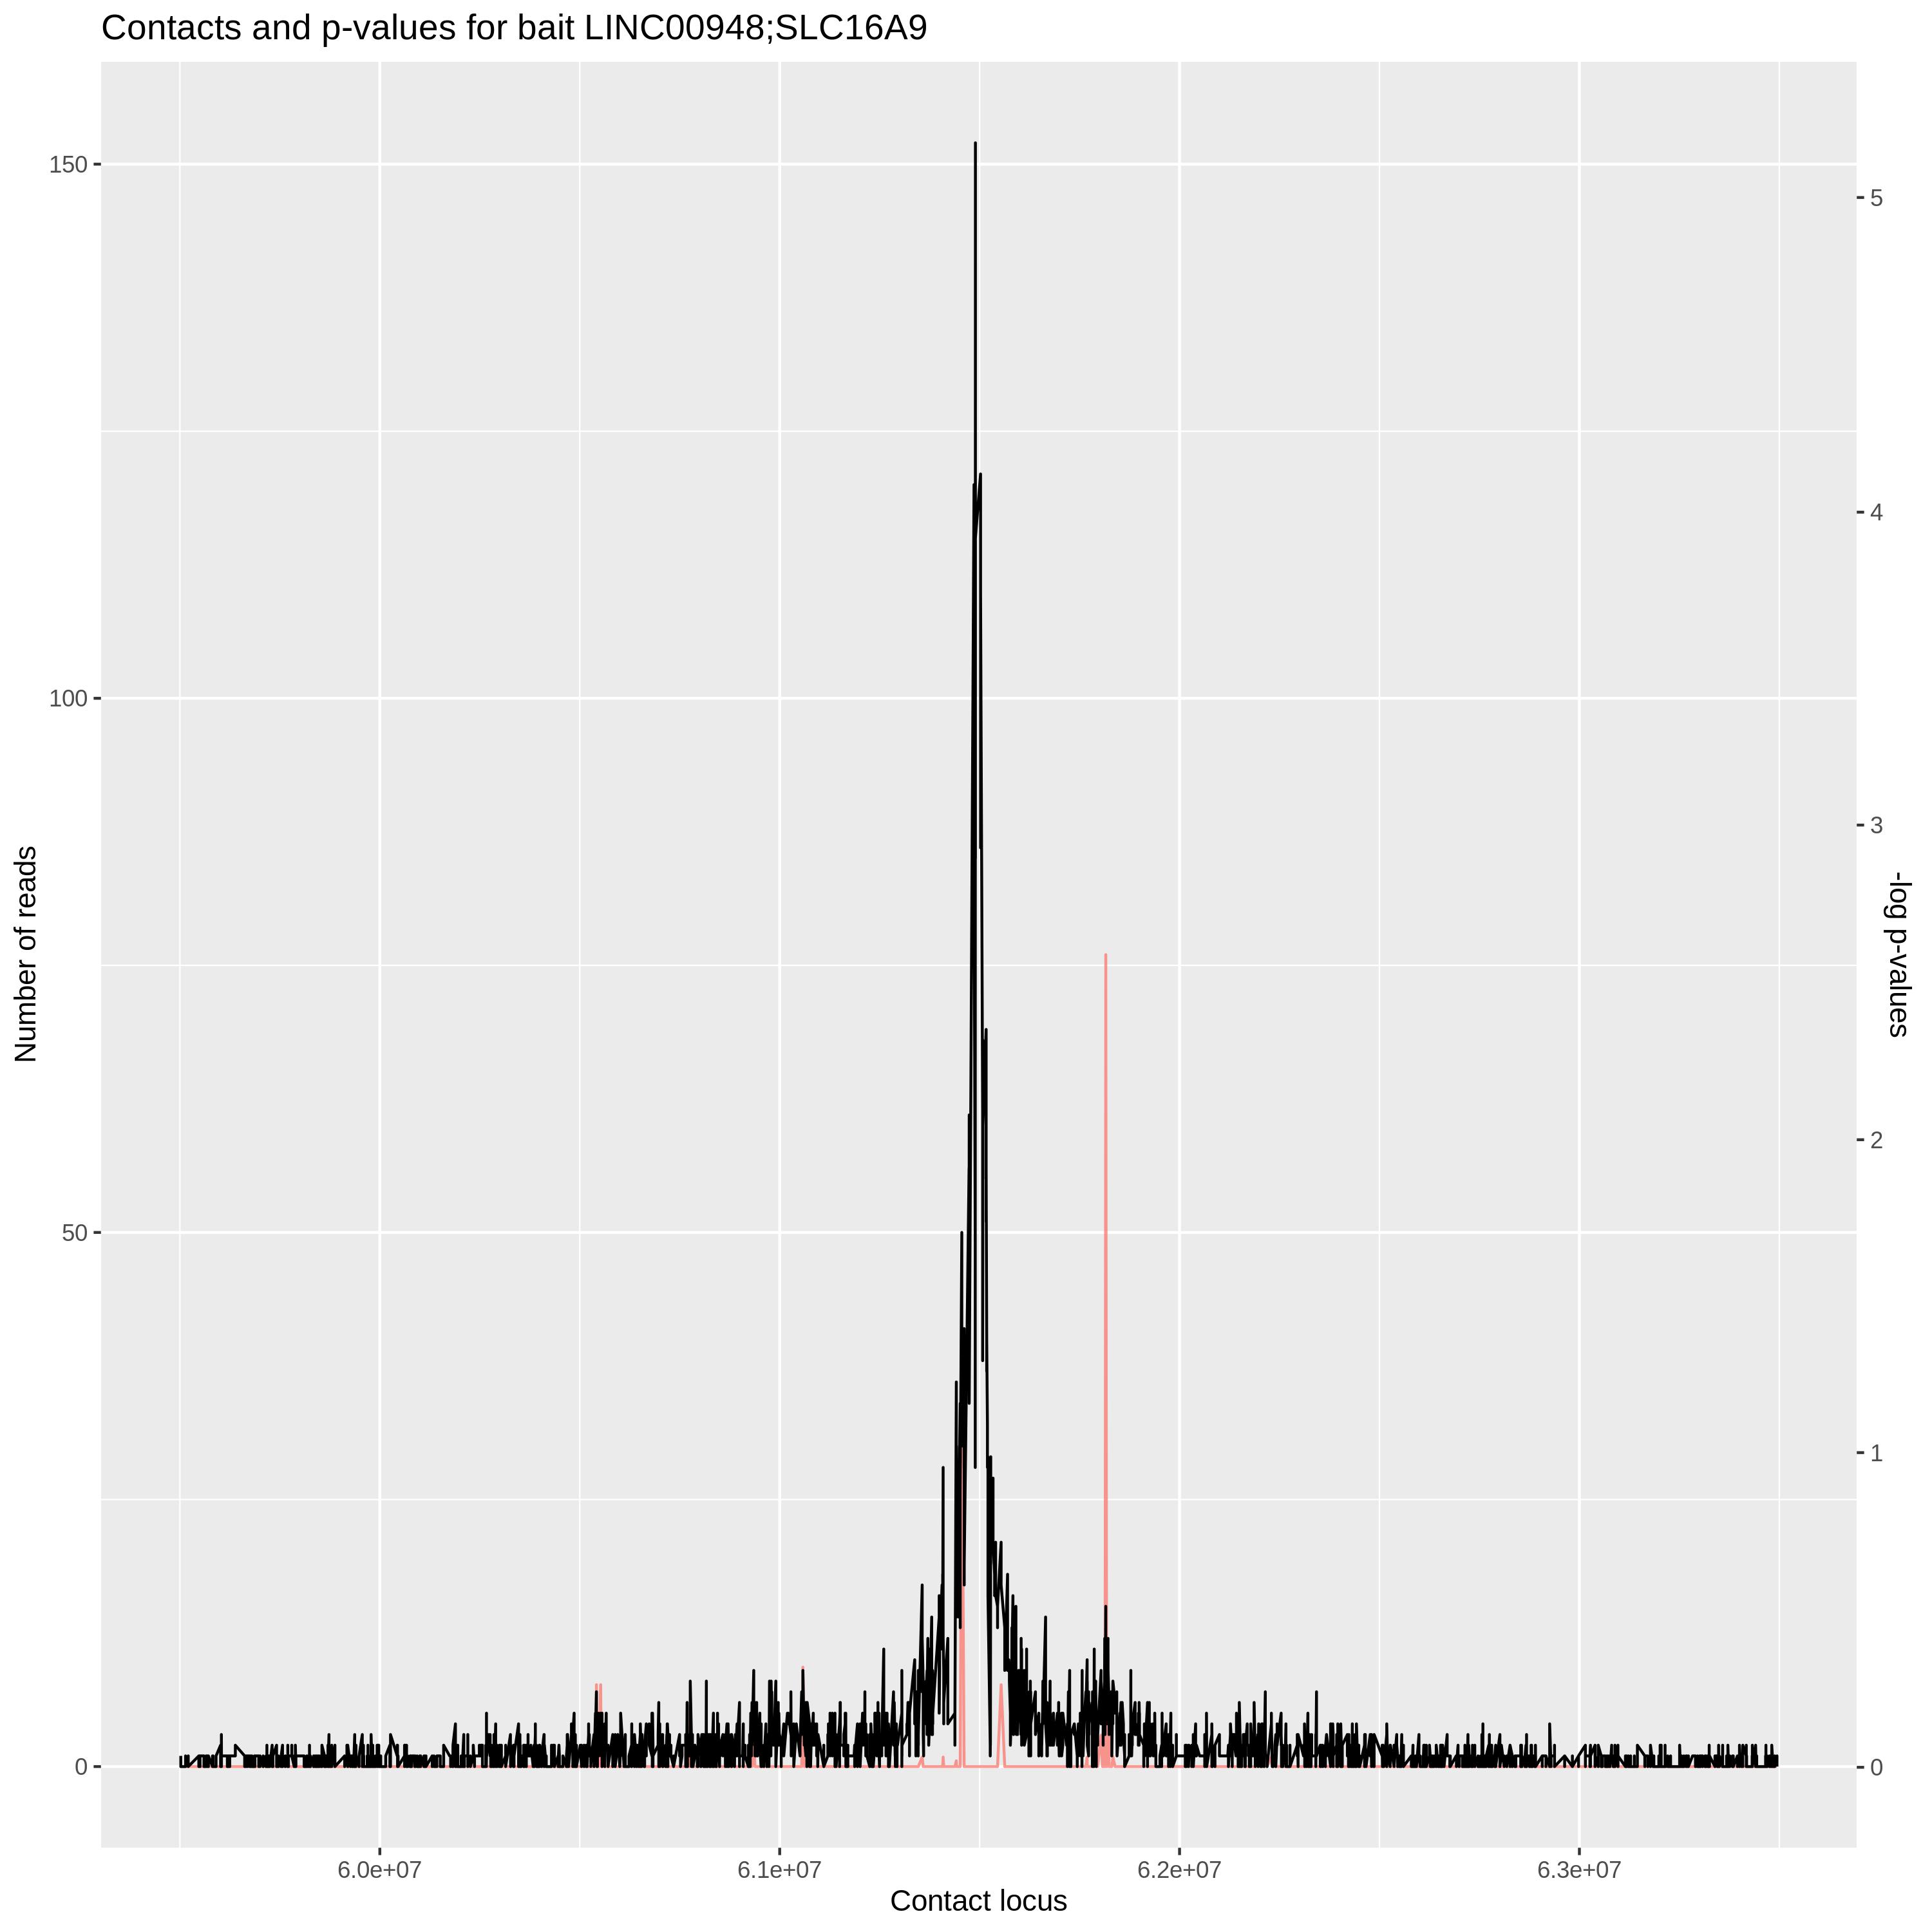 Contacts and p-values for bait LINC00948;SLC16A9
150
100
50
0
Number of reads
5
4
3
2
1
0
-log p-values
6.0e+07
6.1e+07
6.2e+07
6.3e+07
Contact locus